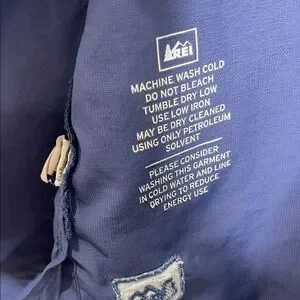 REI
MACHINE WASH COLD
DO NOT BLEACH
TUMBLE DRY LOW
USE LOW IRON
MAY BE DRY CLEANED
USING ONLY PETROLEUM
SOLVENT
PLEASE CONSIDER
WASHING THIS GARMENT
IN COLD WATER AND LINE
DRYING TO REDUCE
ENERGY USE